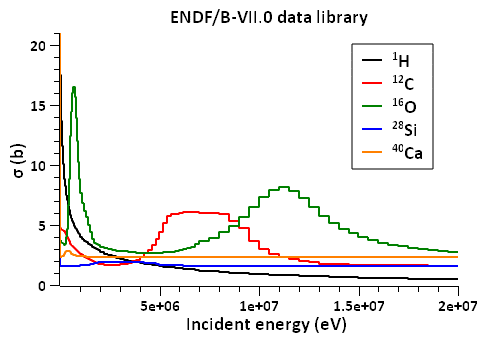 ENDF/B-VII.0 data library
20
15
10
5
0
σ (b)
¹H
¹²C
¹⁶O
²⁸Si
⁴⁰Ca
5e+06 1e+07 1.5e+07 2e+07
Incident energy (eV)